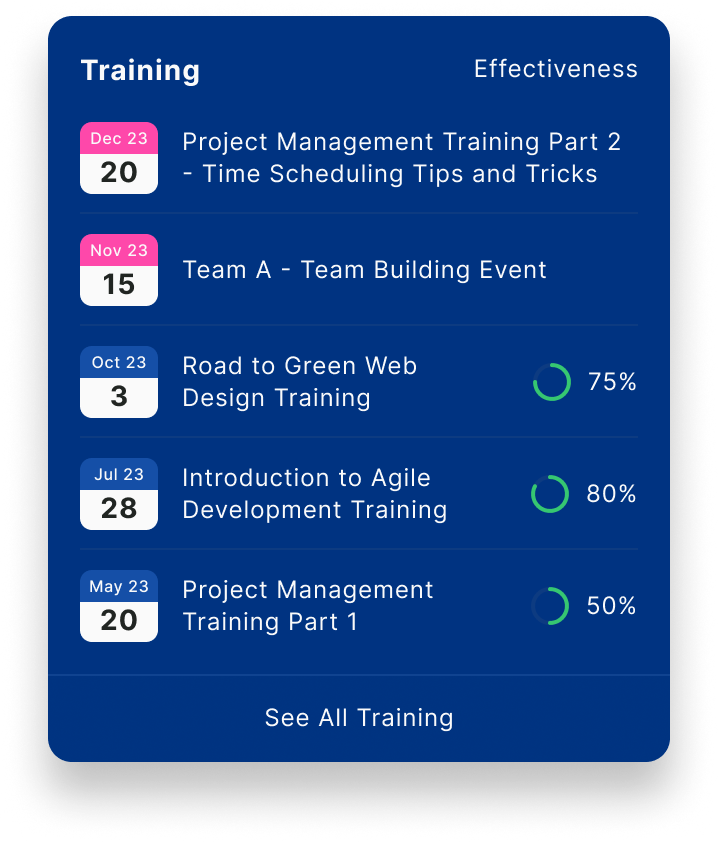 Training
Effectiveness
Dec 23
20
Project Management Training Part 2
- Time Scheduling Tips and Tricks
Nov 23
15
Team A - Team Building Event
Oct 23
3
Road to Green Web
Design Training
75%
Jul 23
28
Introduction to Agile
Development Training
80%
May 23
20
Project Management
Training Part 1
50%
See All Training